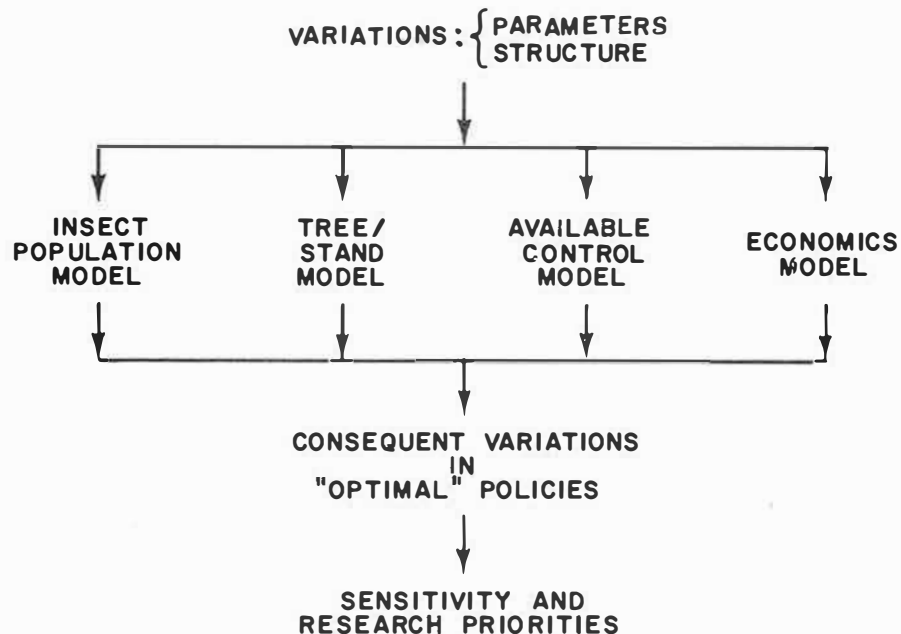 VARIATIONS: { PARAMETERS
STRUCTURE
INSECT
POPULATION
MODEL
TREE/
STAND
MODEL
AVAILABLE
CONTROL
MODEL
ECONOMICS
MODEL
CONSEQUENT VARIATIONS
IN
"OPTIMAL" POLICIES
SENSITIVITY AND
RESEARCH PRIORITIES